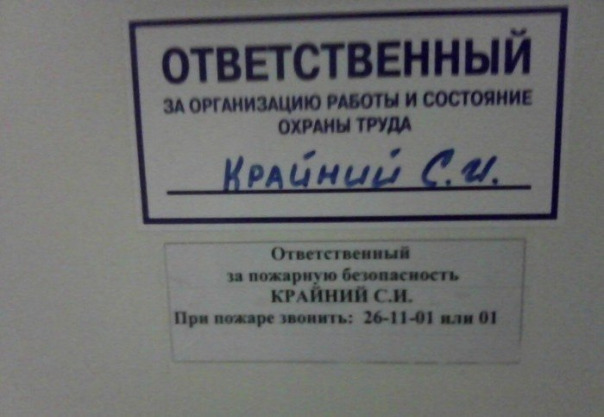 ОТВЕТСТВЕННЫЙ
ЗА ОРГАНИЗАЦИЮ РАБОТЫ И СОСТОЯНИЕ
ОХРАНЫ ТРУДА
КРАЙНИЙ С.И.
Ответственный
за пожарную безопасность
КРАЙНИЙ С.И.
При пожаре звонить: 26-11-01 или 01